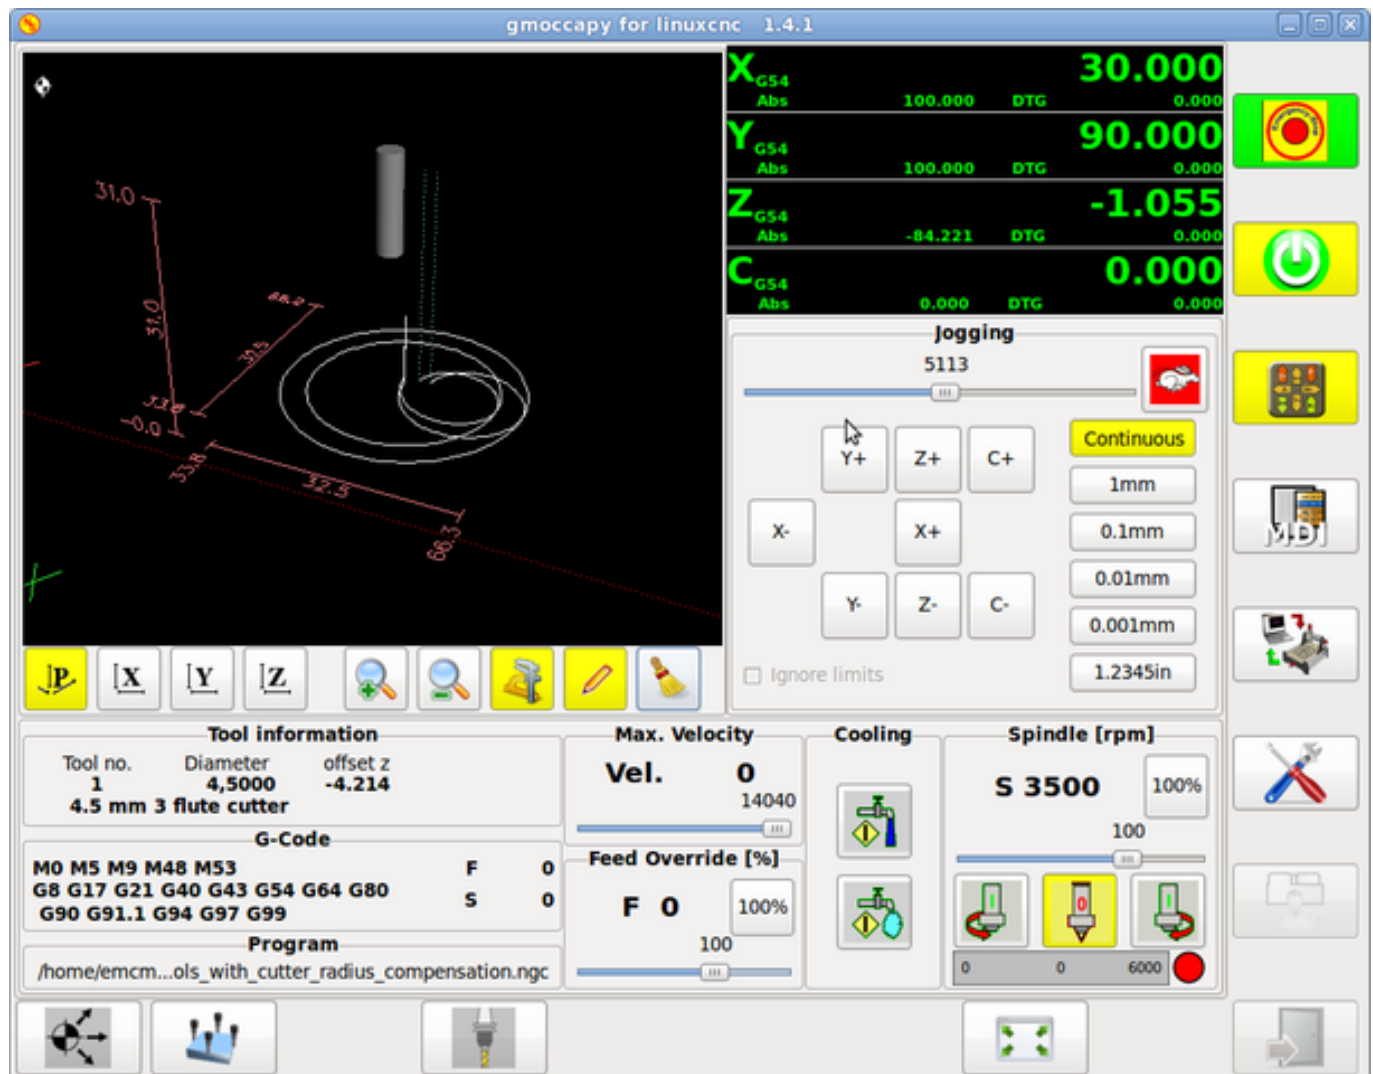 gmoccapy for linuxcnc 1.4.1
X G54 30.000
Abs 100.000 DTG 0.000
Y G54 90.000
Abs 100.000 DTG 0.000
Z G54 -1.055
Abs -84.221 DTG 0.000
C G54 0.000
Abs 0.000 DTG 0.000
31.0
31.0
33.8
-0.0
33.8
32.5
66.3
Jogging
5113
Y+ Z+ C+
X- X+
Y- Z- C-
Continuous
1mm
0.1mm
0.01mm
0.001mm
1.2345in
Ignore limits
MDI
P X Y Z
Tool information
Tool no. Diameter offset z
1 4,5000 -4.214
4.5 mm 3 flute cutter
G-Code
M0 M5 M9 M48 M53 F 0
G8 G17 G21 G40 G43 G54 G64 G80 S 0
G90 G91.1 G94 G97 G99
Program
/home/emcm...ols_with_cutter_radius_compensation.ngc
Max. Velocity
Vel. 0
14040
Feed Override [%]
F 0 100%
100
Cooling
Spindle [rpm]
S 3500 100%
100
I 0 I
0 0 6000